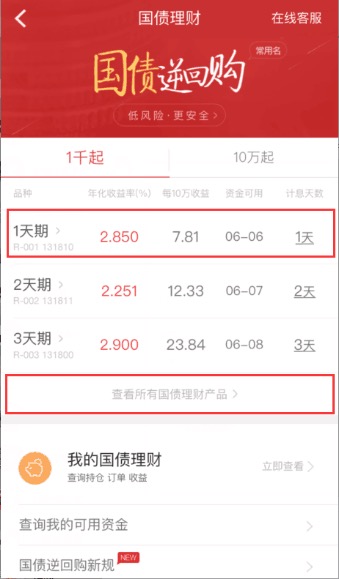 国债理财
在线客服
国债逆回购
常用名
低风险·更安全 >
1千起
10万起
品种 年化收益率(%) 每10万收益 资金可用 计息天数
1天期 > 2.850 7.81 06-06 1天
R-001 131810
2天期 > 2.251 12.33 06-07 2天
R-002 131811
3天期 > 2.900 23.84 06-08 3天
R-003 131800
查看所有国债理财产品 >
我的国债理财
立即查看 >
查询持仓 订单 收益
查询我的可用资金
国债逆回购新规 NEW